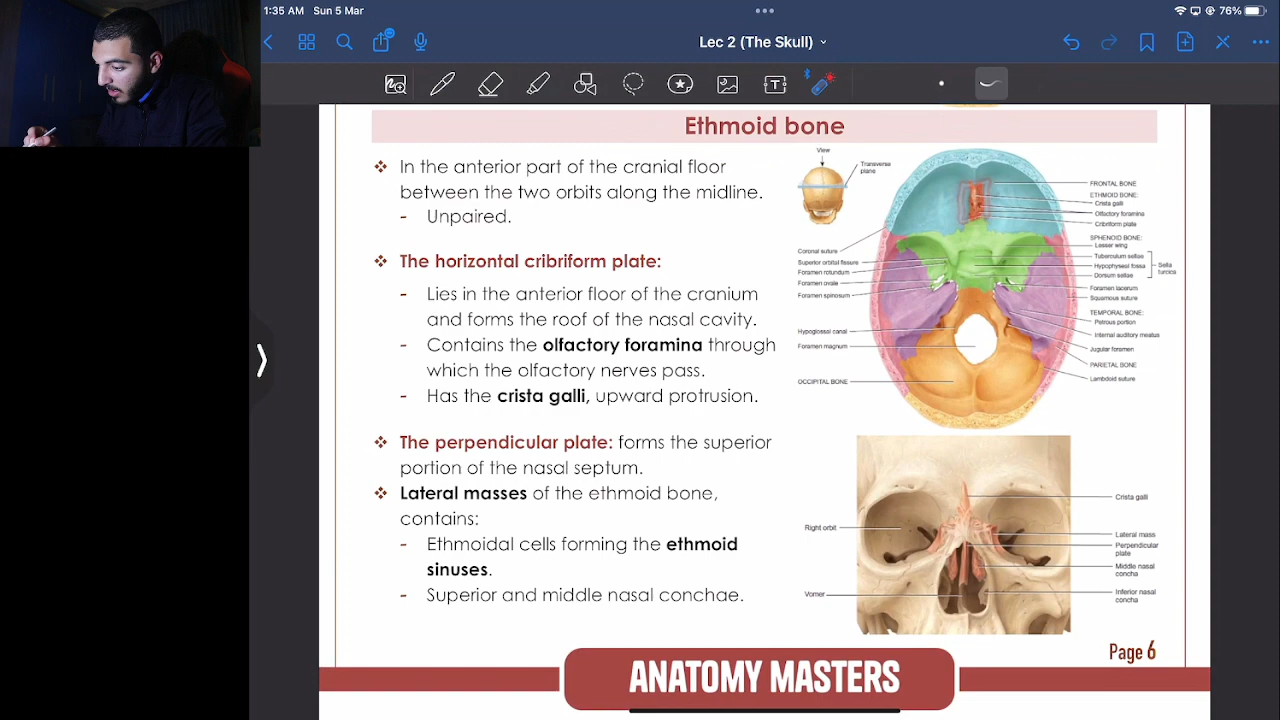 1:35 AM Sun 5 Mar
76%
Lec 2 (The Skull)
Ethmoid bone
In the anterior part of the cranial floor
between the two orbits along the midline.
- Unpaired.
The horizontal cribriform plate:
- Lies in the anterior floor of the cranium
nd forms the roof of the nasal cavity.
ntains the olfactory foramina through
hich the olfactory nerves pass.
- Has the crista galli, upward protrusion.
The perpendicular plate: forms the superior
portion of the nasal septum.
Lateral masses of the ethmoid bone,
contains:
- Ethmoidal cells forming the ethmoid
sinuses.
- Superior and middle nasal conchae.
View
Transverse
plane
Coronal suture
Superior orbital fissure
Foramen rotundum
Foramen ovale
Foramen spinosum
Hypoglossal canal
Foramen magnum
OCCIPITAL BONE
FRONTAL BONE
ETHMOID BONE:
Crista galli
Olfactory foramina
Cribriform plate
SPHENOID BONE:
Lesser wing
Tuberculum sellae
Hypophyseal fossa
Dorsum sellae
Sella
turcica
Foramen lacerum
Squamous suture
TEMPORAL BONE:
Petrous portion
Internal auditory meatus
Jugular foramen
PARIETAL BONE
Lambdoid suture
Right orbit
Vomer
Crista galli
Lateral mass
Perpendicular
plate
Middle nasal
concha
Inferior nasal
concha
Page 6
ANATOMY MASTERS